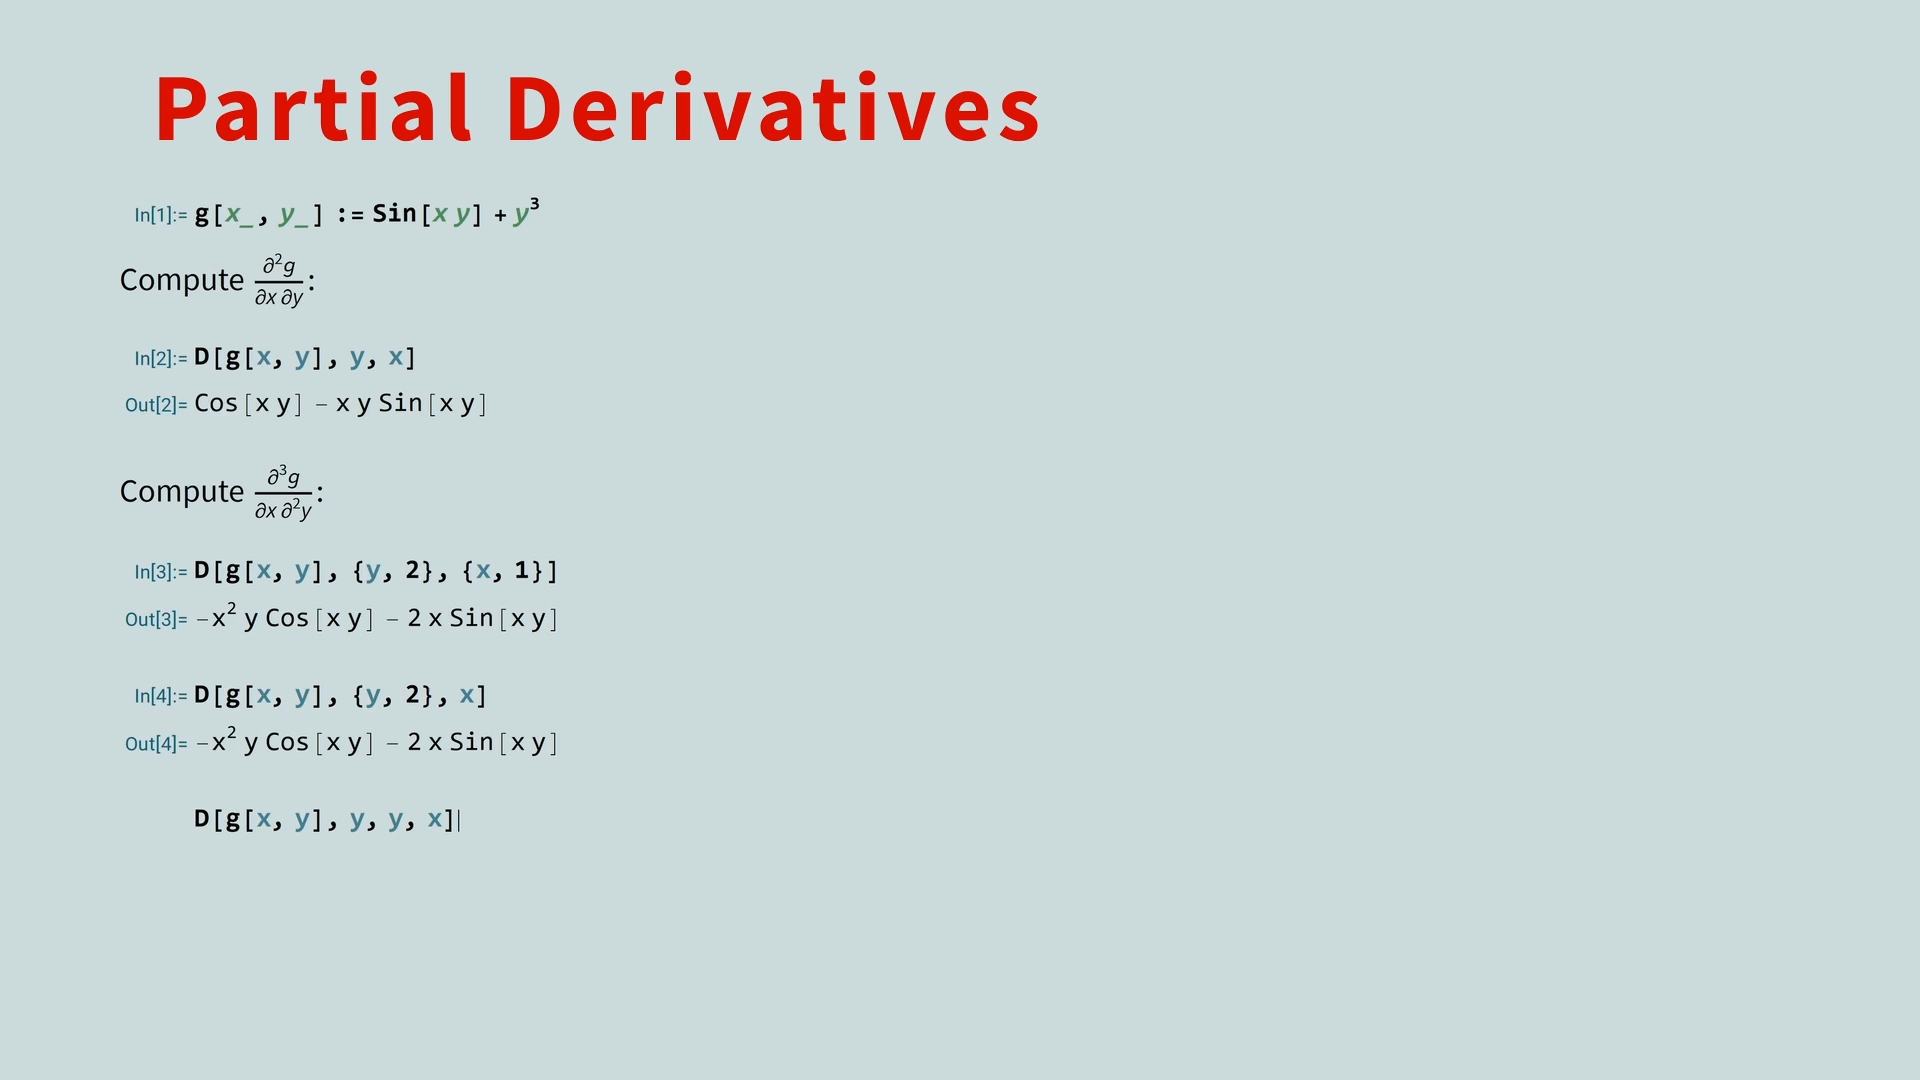 Partial Derivatives
In[1]:= g[x_, y_] := Sin[x y] + y³
Compute ∂²g/∂x ∂y:
In[2]:= D[g[x, y], y, x]
Out[2]= Cos[x y] - x y Sin[x y]
Compute ∂³g/∂x ∂²y:
In[3]:= D[g[x, y], {y, 2}, {x, 1}]
Out[3]= -x² y Cos[x y] - 2 x Sin[x y]
In[4]:= D[g[x, y], {y, 2}, x]
Out[4]= -x² y Cos[x y] - 2 x Sin[x y]
D[g[x, y], y, y, x]